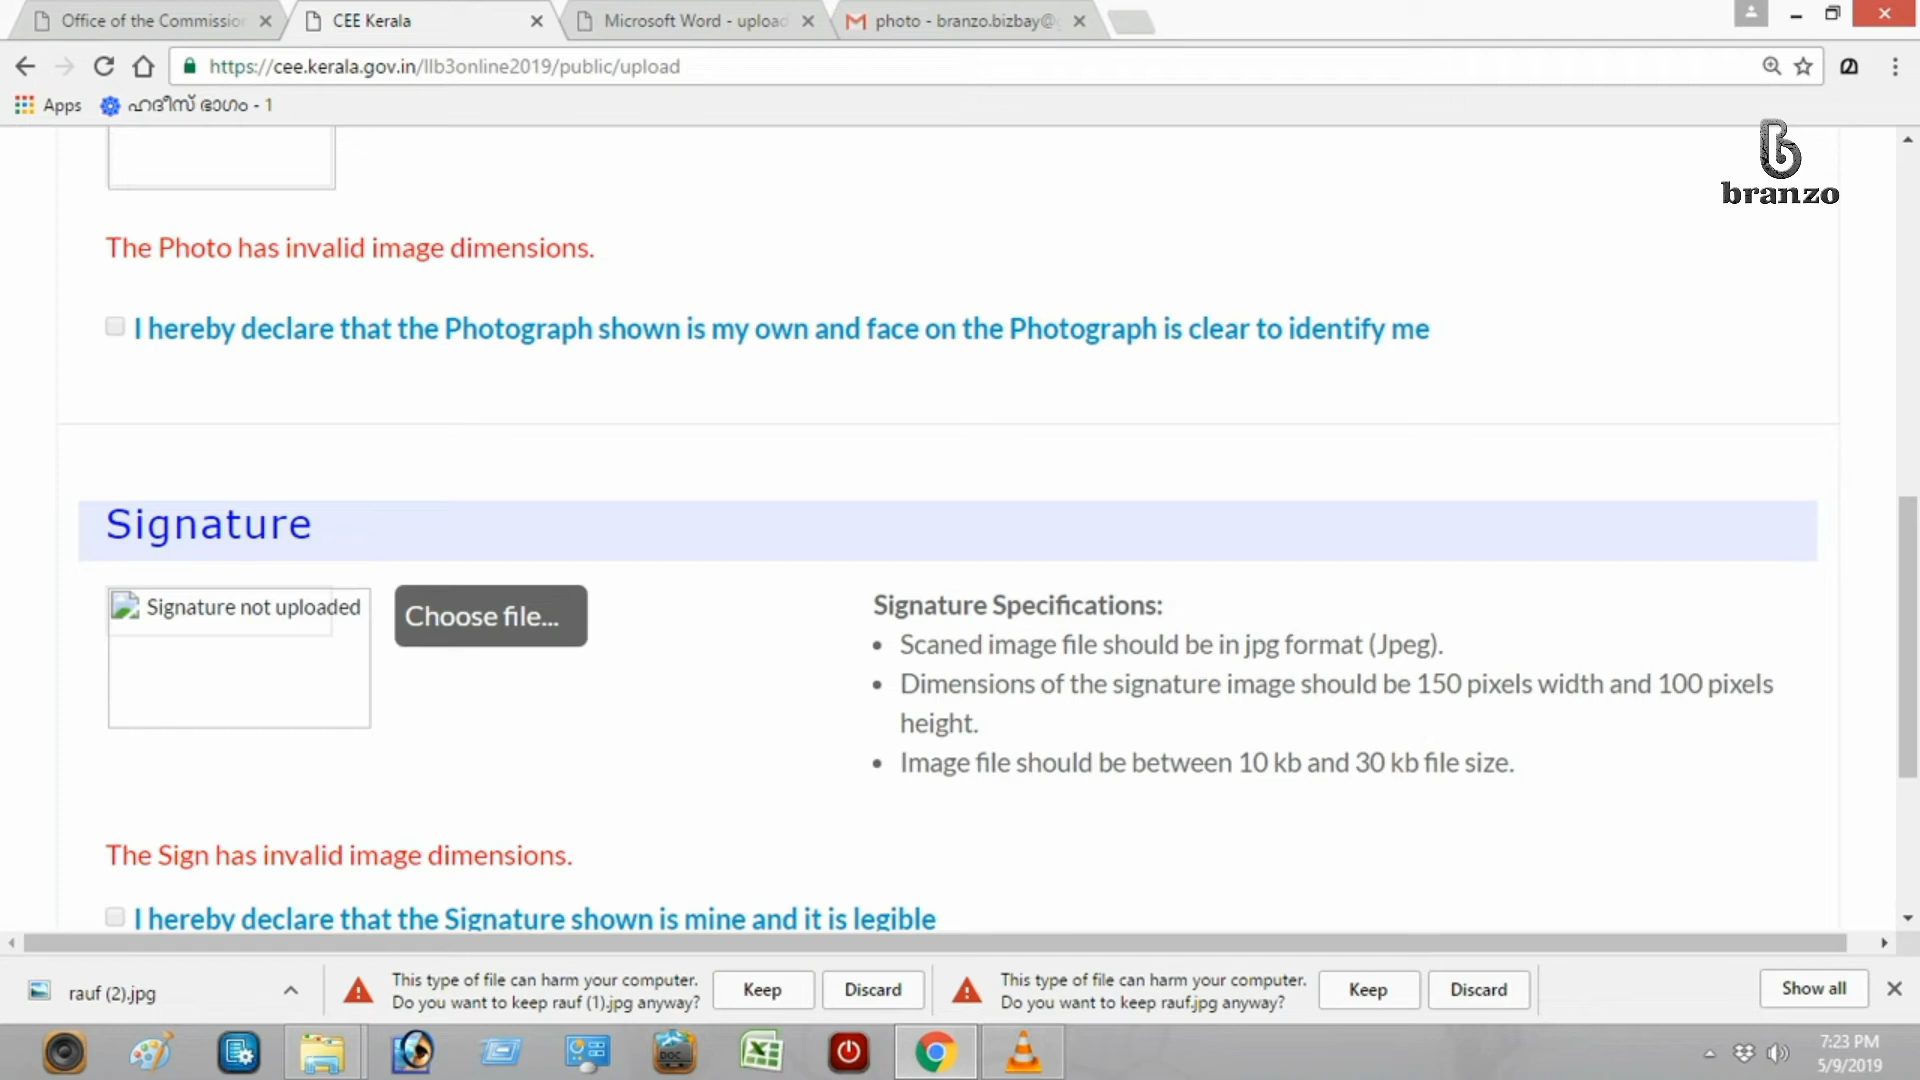 Office of the Commission
CEE Kerala
Microsoft Word - upload
photo - branzo.bizbay@
https://cee.kerala.gov.in/llb3online2019/public/upload
Apps
ഹദീസ് ഭാഗം - 1
branzo
The Photo has invalid image dimensions.
I hereby declare that the Photograph shown is my own and face on the Photograph is clear to identify me
Signature
Signature not uploaded
Choose file...
Signature Specifications:
• Scaned image file should be in jpg format (Jpeg).
• Dimensions of the signature image should be 150 pixels width and 100 pixels
height.
• Image file should be between 10 kb and 30 kb file size.
The Sign has invalid image dimensions.
I hereby declare that the Signature shown is mine and it is legible
rauf (2).jpg
This type of file can harm your computer.
Do you want to keep rauf (1).jpg anyway?
Keep
Discard
This type of file can harm your computer.
Do you want to keep rauf.jpg anyway?
Keep
Discard
Show all
DOC
7:23 PM
5/9/2019